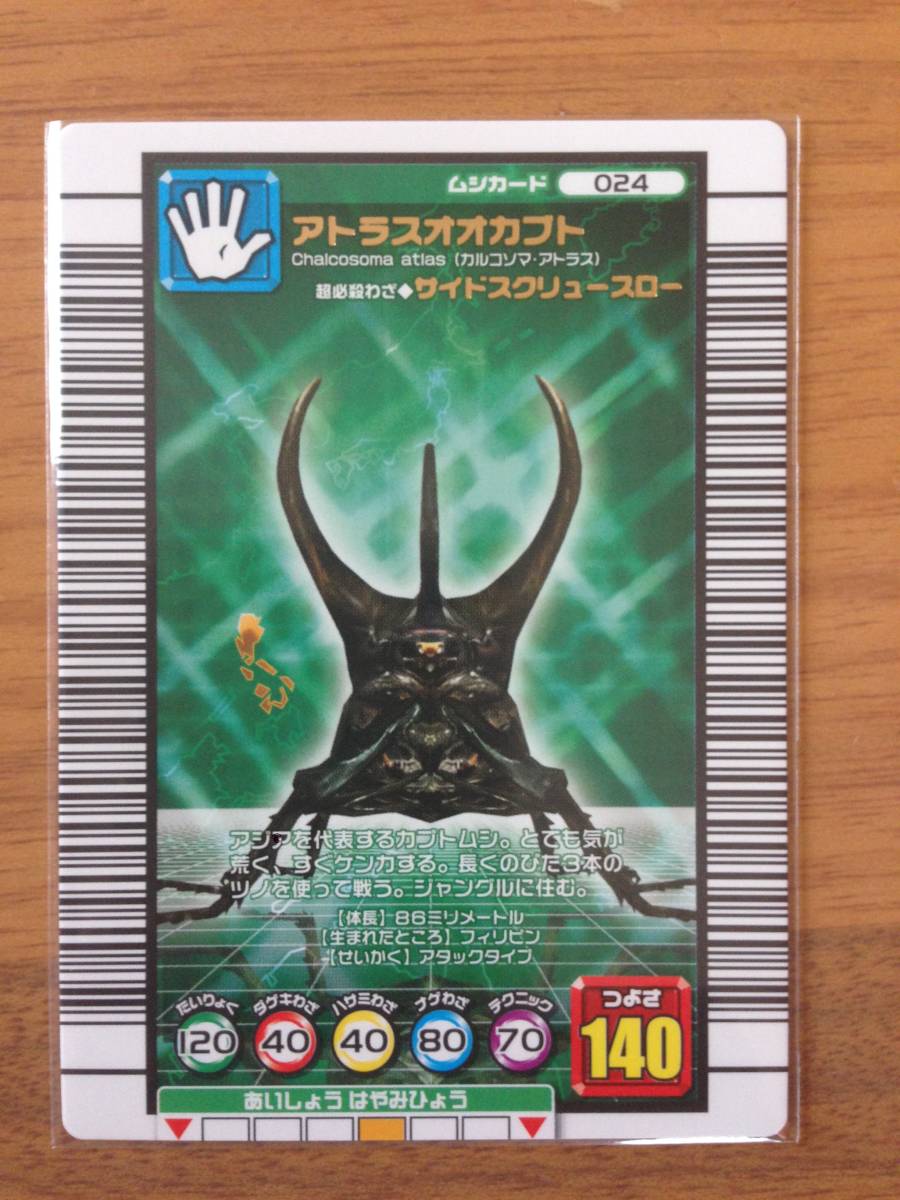 ムシカード 024
アトラスオオカブト
Chalcosoma atlas (カルコソマ・アトラス)
超必殺わざ◆サイドスクリュースロー
アジアを代表するカブトムシ。とても気が
荒く、すぐケンカする。長くのびた3本の
ツノを使って戦う。ジャングルに住む。
【体長】86ミリメートル
【生まれたところ】フィリピン
【せいかく】アタックタイプ
たいりょく ダゲキわざ ハサミわざ ナゲわざ テクニック つよさ
120 40 40 80 70 140
あいしょう はやみひょう